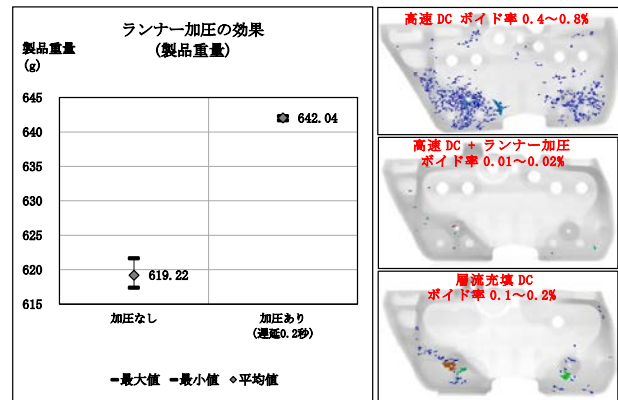 ランナー加圧の効果
(製品重量)
製品重量
(g)
645
640
635
630
625
620
615
642.04
619.22
加圧なし
加圧あり
(遅延0.2秒)
最大値 最小値 平均値
高速 DC ボイド率 0.4~0.8%
高速 DC + ランナー加圧
ボイド率 0.01~0.02%
層流充填 DC
ボイド率 0.1~0.2%